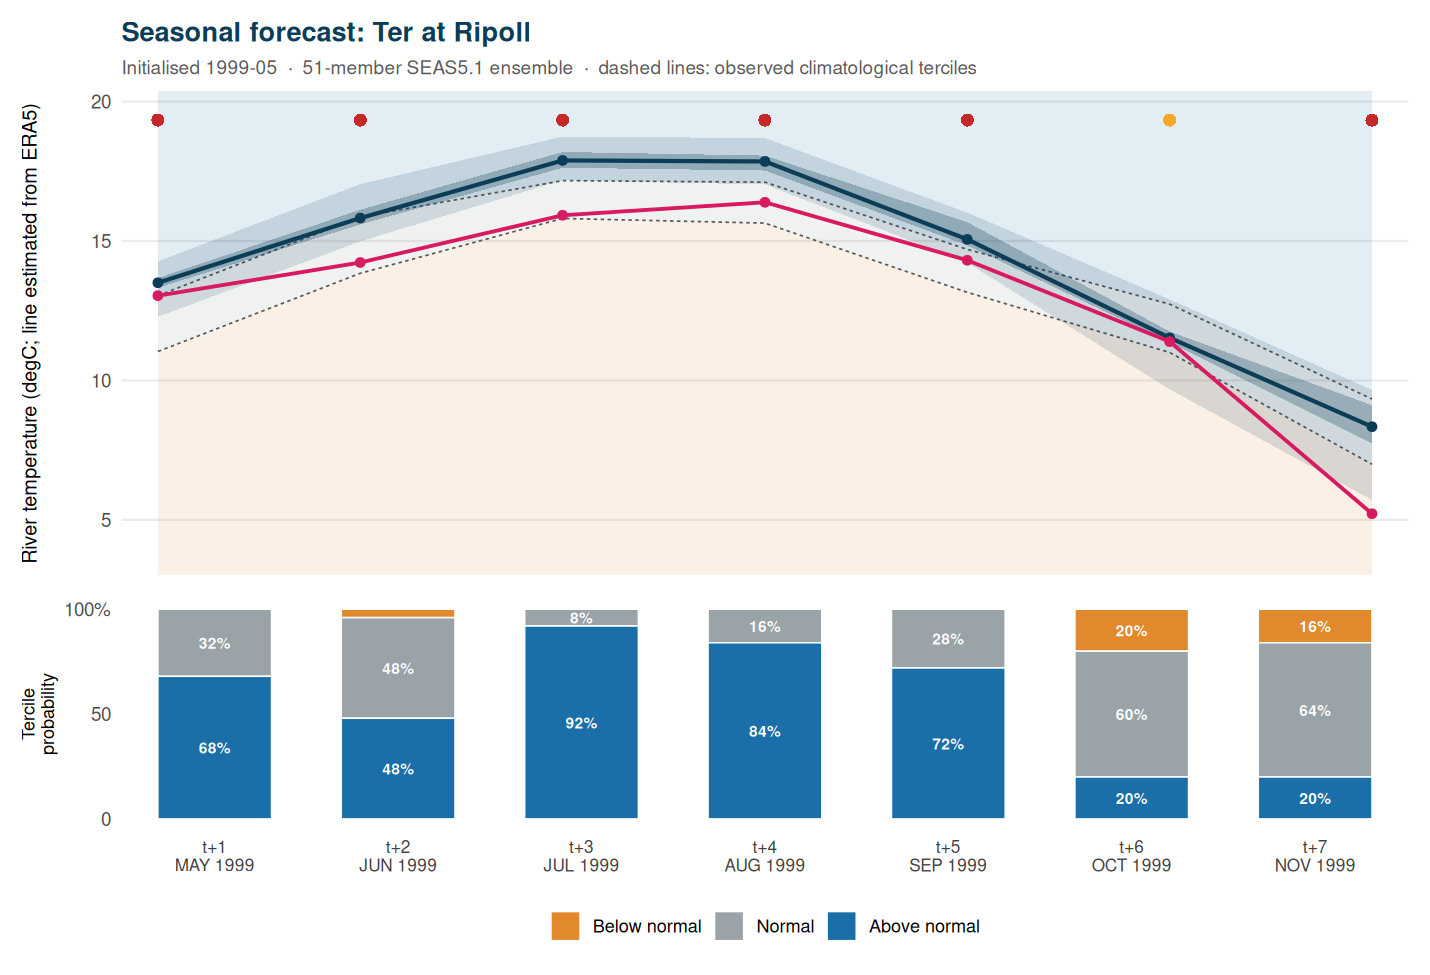 Seasonal forecast: Ter at Ripoll
Initialised 1999-05 · 51-member SEAS5.1 ensemble · dashed lines: observed climatological terciles
River temperature (degC; line estimated from ERA5)
20
15
10
5
Tercile
probability
100%
50
0
32%
68%
48%
48%
8%
92%
16%
84%
28%
72%
20%
60%
20%
16%
64%
20%
t+1
MAY 1999
t+2
JUN 1999
t+3
JUL 1999
t+4
AUG 1999
t+5
SEP 1999
t+6
OCT 1999
t+7
NOV 1999
Below normal
Normal
Above normal